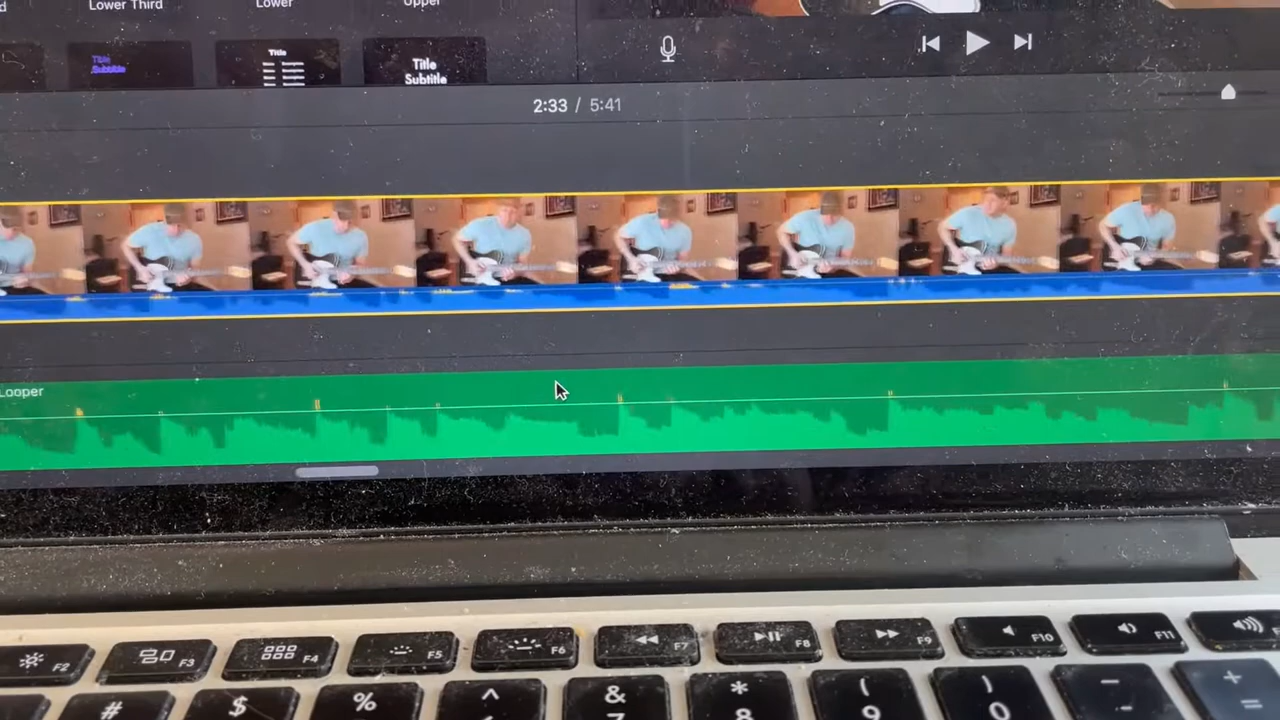 d
Lower Third
Lower
Upper
Title
Subtitle
Title
Title
Subtitle
2:33 / 5:41
Looper
F2
F3
F4
F5
F6
F7
F8
F9
F10
F11
# $ % ^ & * ( ) – +
7 8 9 0 =